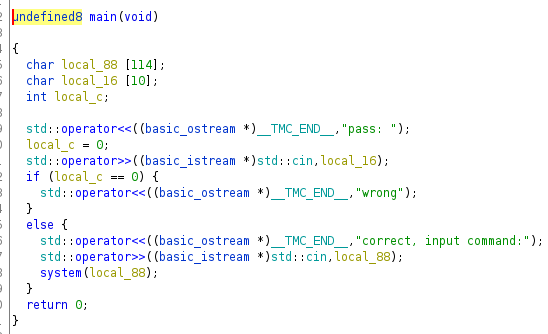 undefined8 main(void)
{
char local_88 [114];
char local_16 [10];
int local_c;
std::operator<<((basic_ostream *)__TMC_END__,"pass: ");
local_c = 0;
std::operator>>((basic_istream *)std::cin,local_16);
if (local_c == 0) {
std::operator<<((basic_ostream *)__TMC_END__,"wrong");
}
else {
std::operator<<((basic_ostream *)__TMC_END__,"correct, input command:");
std::operator>>((basic_istream *)std::cin,local_88);
system(local_88);
}
return 0;
}